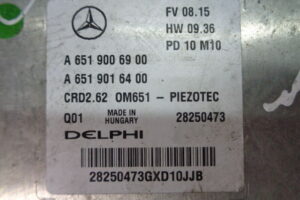 FV 08.15
HW 09.36
PD 10 M10
A 651 900 69 00
A 651 901 64 00
CRD2.62 OM651 - PIEZOTEC
Q01 MADE IN HUNGARY 28250473
DELPHI
28250473GXD10JJB